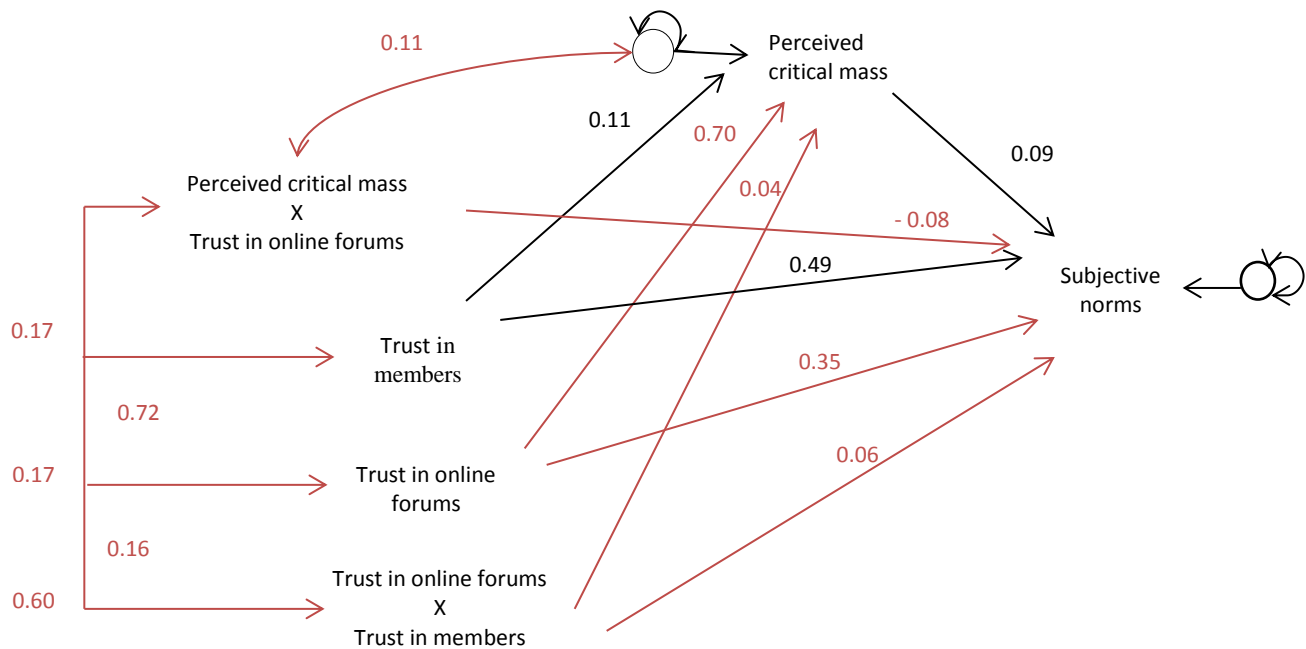 0.11
Perceived
critical mass
0.11
0.70
0.09
Perceived critical mass
X
Trust in online forums
0.04
- 0.08
0.49
Subjective
norms
0.17
Trust in
members
0.35
0.72
0.17
Trust in online
forums
0.06
0.16
Trust in online forums
X
Trust in members
0.60